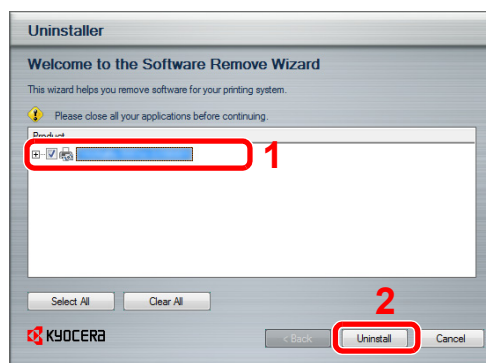 Uninstaller
Welcome to the Software Remove Wizard
This wizard helps you remove software for your printing system.
Please close all your applications before continuing.
Product
1
Select All Clear All
2
KYOCERa
< Back Uninstall Cancel